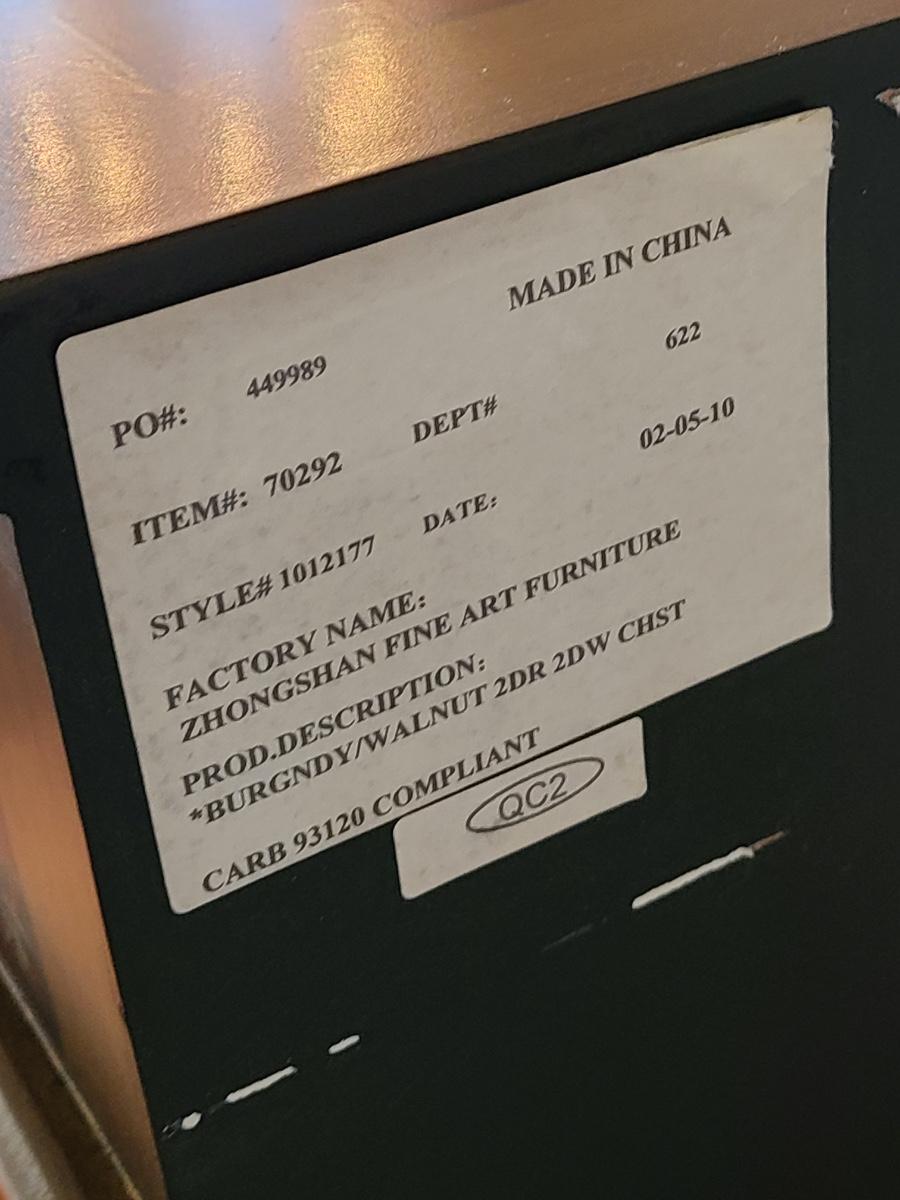 MADE IN CHINA
PO#: 449989 DEPT# 622
ITEM#: 70292 DATE: 02-05-10
STYLE# 1012177
FACTORY NAME:
ZHONGSHAN FINE ART FURNITURE
PROD.DESCRIPTION:
*BURGNDY/WALNUT 2DR 2DW CHST
CARB 93120 COMPLIANT
QC2